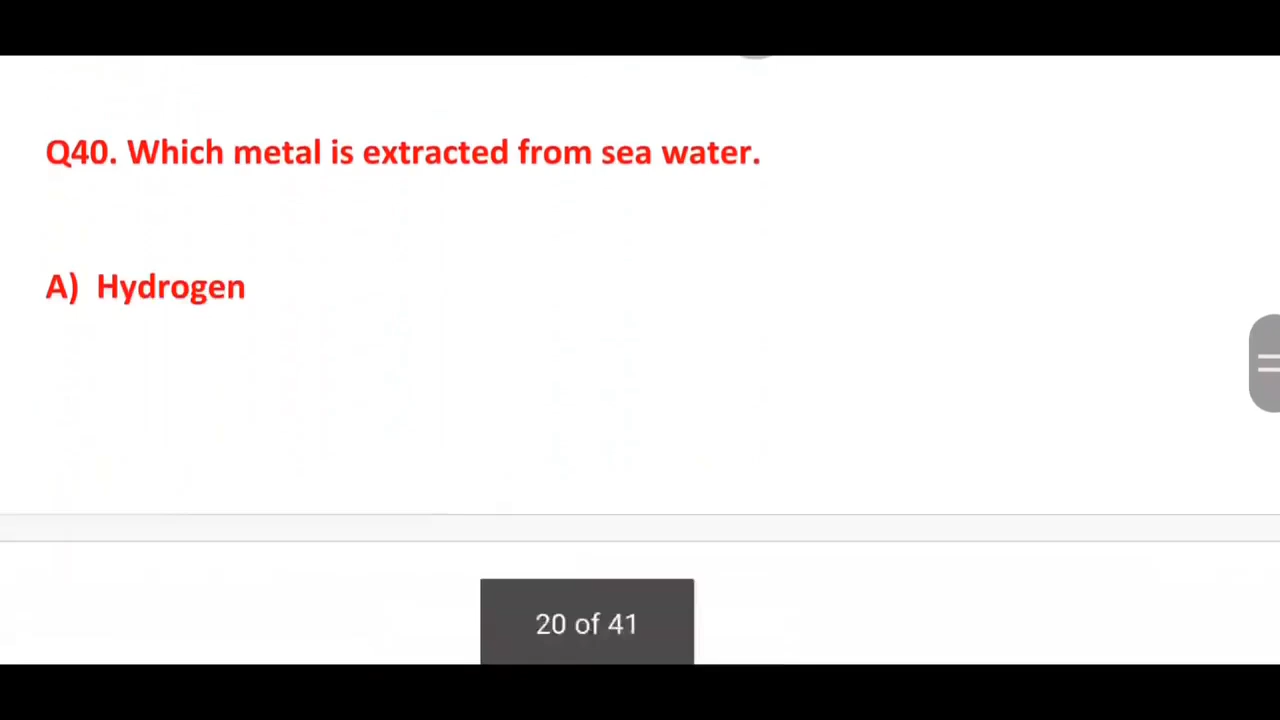 Q40. Which metal is extracted from sea water.
A) Hydrogen
20 of 41